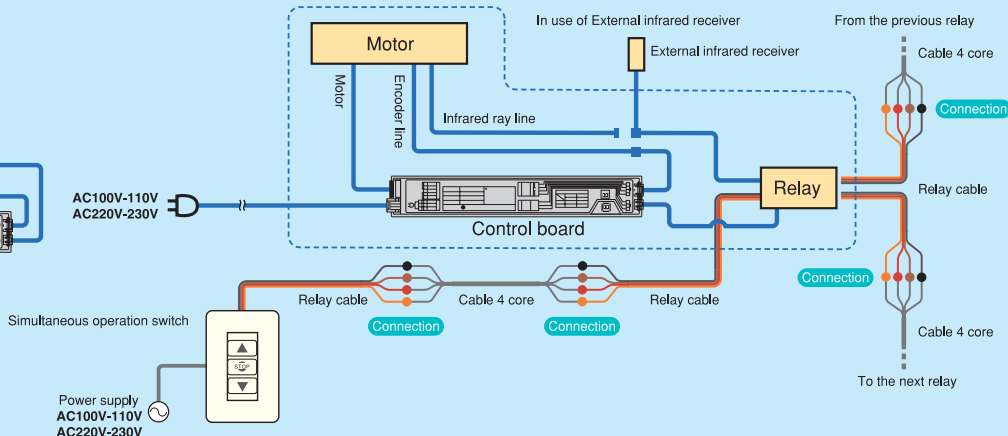 In use of External infrared receiver
From the previous relay
Motor
External infrared receiver
Cable 4 core
Motor
Encoder line
Connection
Infrared ray line
AC100V-110V
AC220V-230V
Relay
Relay cable
Control board
Connection
Relay cable
Cable 4 core
Relay cable
Simultaneous operation switch
Connection
Connection
Cable 4 core
STOP
To the next relay
Power supply
AC100V-110V
AC220V-230V